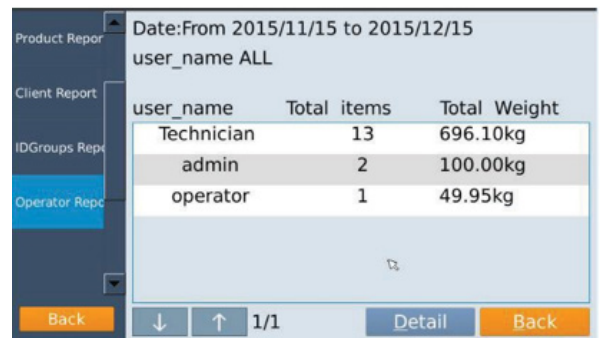 Product Repor
Client Report
IDGroups Repo
Operator Repo
Back
Date:From 2015/11/15 to 2015/12/15
user_name ALL
user_name Total items Total Weight
Technician 13 696.10kg
admin 2 100.00kg
operator 1 49.95kg
↓ ↑ 1/1 Detail Back